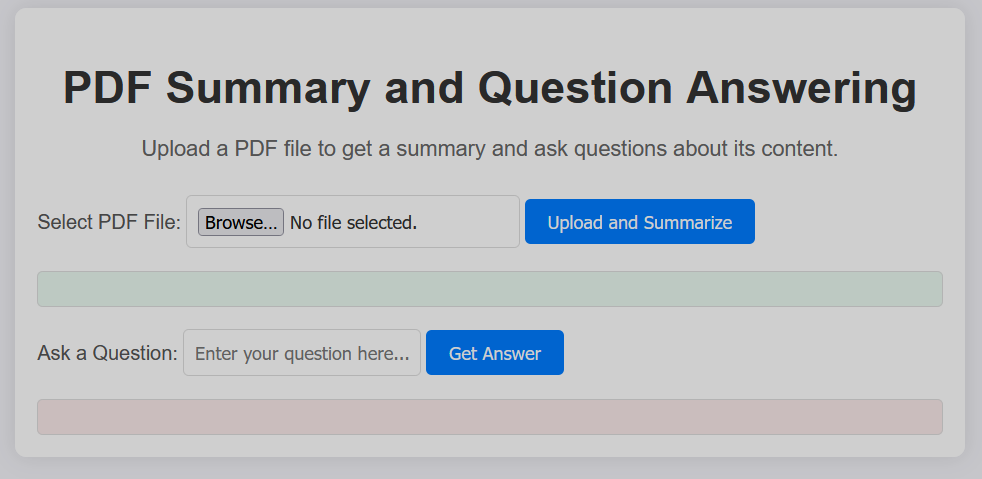 PDF Summary and Question Answering
Upload a PDF file to get a summary and ask questions about its content.
Select PDF File: Browse... No file selected. Upload and Summarize
Ask a Question: Enter your question here... Get Answer